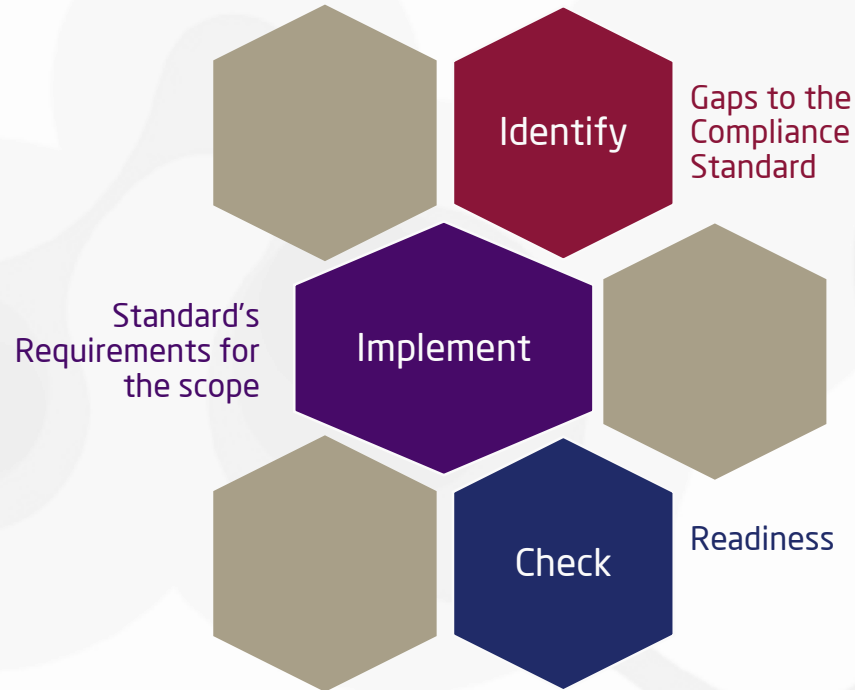 Identify
Gaps to the
Compliance
Standard
Standard's
Requirements for
the scope
Implement
Check
Readiness